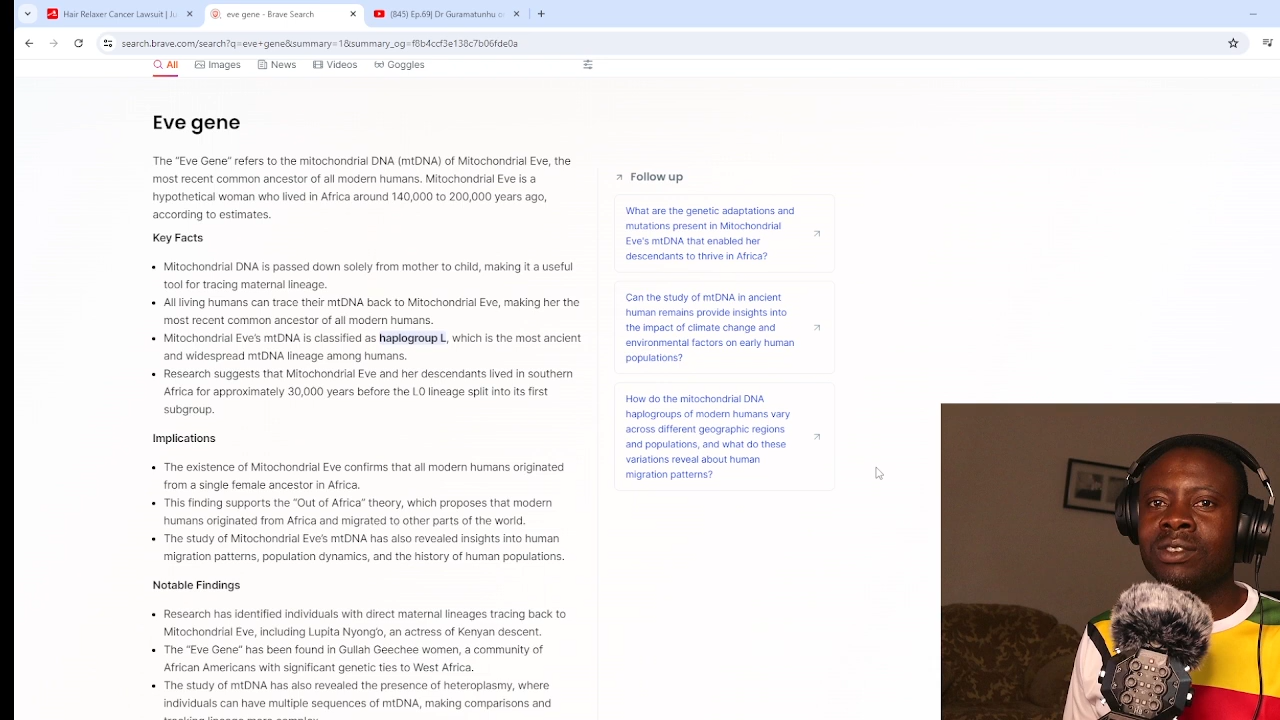 Hair Relaxer Cancer Lawsuit | Ju
eve gene - Brave Search
(845) Ep.69| Dr Guramatunhu o
search.brave.com/search?q=eve+gene&summary=1&summary_og=f8b4ccf3e138c7b06fde0a
All Images News Videos Goggles
Eve gene
The “Eve Gene” refers to the mitochondrial DNA (mtDNA) of Mitochondrial Eve, the
most recent common ancestor of all modern humans. Mitochondrial Eve is a
hypothetical woman who lived in Africa around 140,000 to 200,000 years ago,
according to estimates.
Key Facts
Mitochondrial DNA is passed down solely from mother to child, making it a useful
tool for tracing maternal lineage.
All living humans can trace their mtDNA back to Mitochondrial Eve, making her the
most recent common ancestor of all modern humans.
Mitochondrial Eve’s mtDNA is classified as haplogroup L, which is the most ancient
and widespread mtDNA lineage among humans.
Research suggests that Mitochondrial Eve and her descendants lived in southern
Africa for approximately 30,000 years before the L0 lineage split into its first
subgroup.
Implications
The existence of Mitochondrial Eve confirms that all modern humans originated
from a single female ancestor in Africa.
This finding supports the “Out of Africa” theory, which proposes that modern
humans originated from Africa and migrated to other parts of the world.
The study of Mitochondrial Eve’s mtDNA has also revealed insights into human
migration patterns, population dynamics, and the history of human populations.
Notable Findings
Research has identified individuals with direct maternal lineages tracing back to
Mitochondrial Eve, including Lupita Nyong’o, an actress of Kenyan descent.
The “Eve Gene” has been found in Gullah Geechee women, a community of
African Americans with significant genetic ties to West Africa.
The study of mtDNA has also revealed the presence of heteroplasmy, where
individuals can have multiple sequences of mtDNA, making comparisons and
tracking lineage more complex.
Follow up
What are the genetic adaptations and
mutations present in Mitochondrial
Eve's mtDNA that enabled her
descendants to thrive in Africa?
Can the study of mtDNA in ancient
human remains provide insights into
the impact of climate change and
environmental factors on early human
populations?
How do the mitochondrial DNA
haplogroups of modern humans vary
across different geographic regions
and populations, and what do these
variations reveal about human
migration patterns?